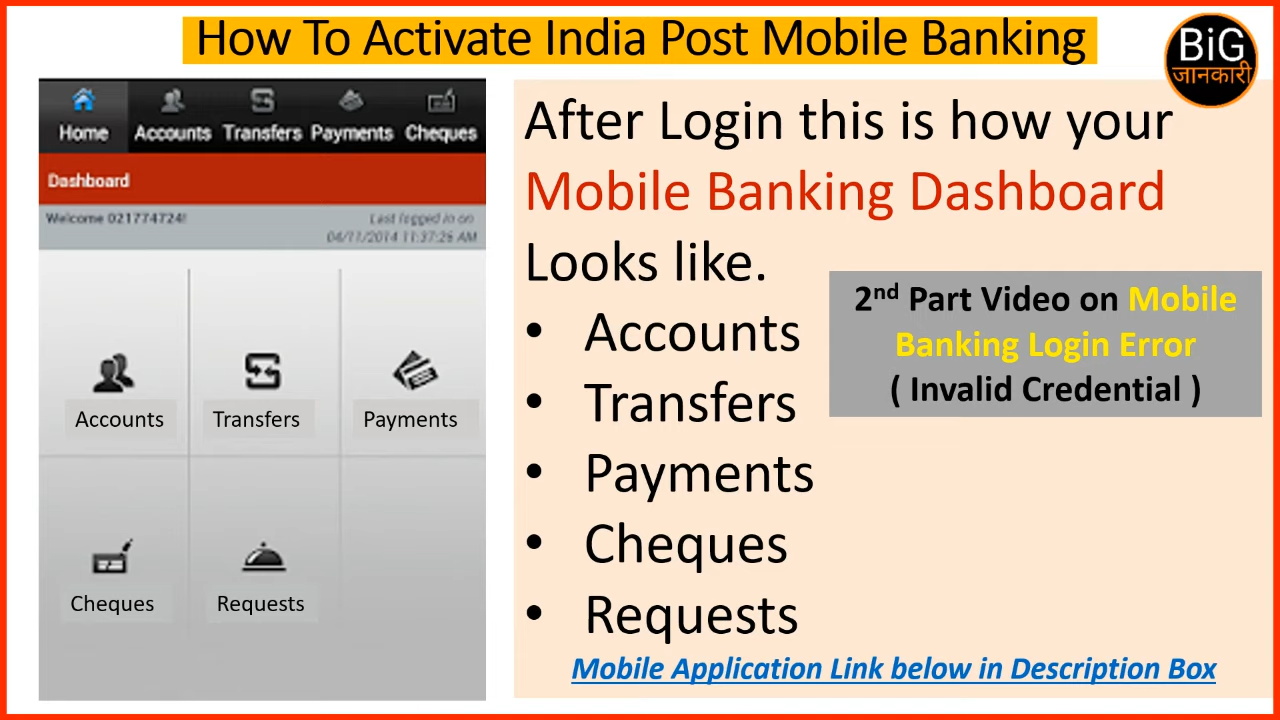 How To Activate India Post Mobile Banking
BiG
जानकारी
Home Accounts Transfers Payments Cheques
Dashboard
Welcome 021774724!
Last logged in on
04/11/2014 11:37:26 AM
Accounts Transfers Payments
Cheques Requests
After Login this is how your
Mobile Banking Dashboard
Looks like.
• Accounts
• Transfers
• Payments
• Cheques
• Requests
2nd Part Video on Mobile
Banking Login Error
( Invalid Credential )
Mobile Application Link below in Description Box